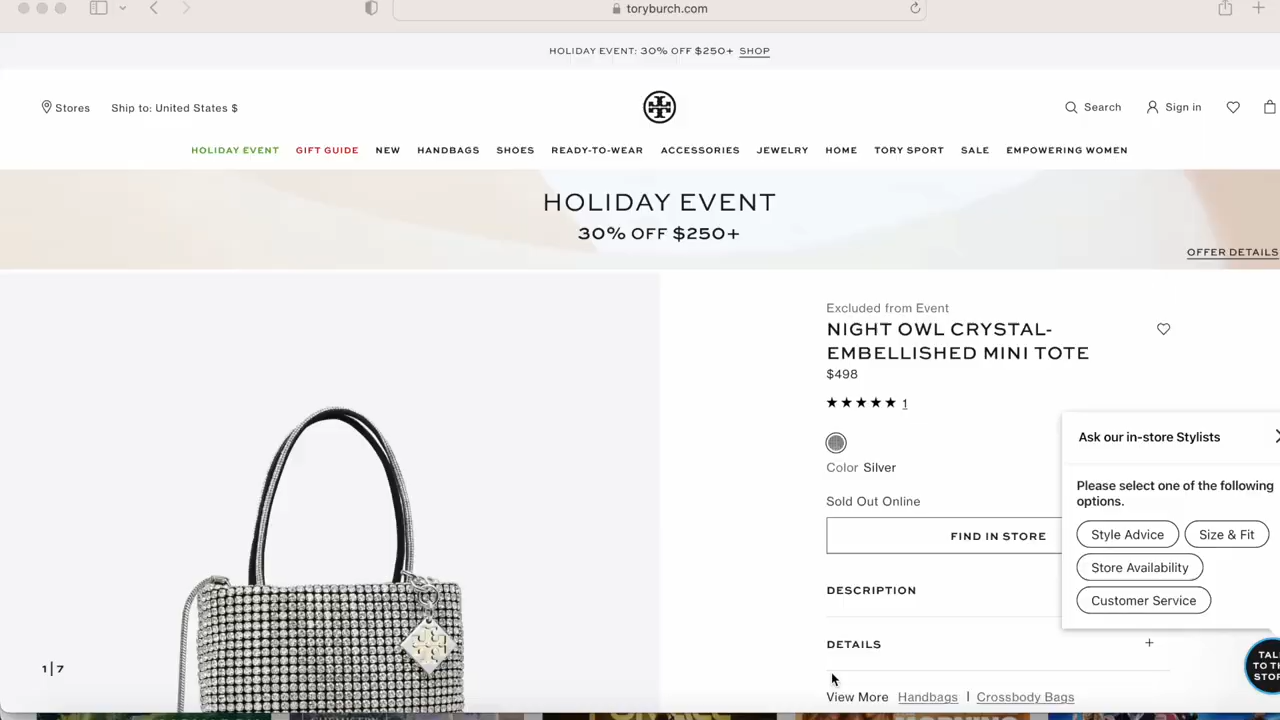 toryburch.com
HOLIDAY EVENT: 30% OFF $250+ SHOP
Stores Ship to: United States $
Search Sign in
HOLIDAY EVENT GIFT GUIDE NEW HANDBAGS SHOES READY-TO-WEAR ACCESSORIES JEWELRY HOME TORY SPORT SALE EMPOWERING WOMEN
HOLIDAY EVENT
30% OFF $250+
OFFER DETAILS
Excluded from Event
NIGHT OWL CRYSTAL-
EMBELLISHED MINI TOTE
$498
1
Color Silver
Sold Out Online
FIND IN STORE
DESCRIPTION
DETAILS +
View More Handbags | Crossbody Bags
1|7
Ask our in-store Stylists
Please select one of the following
options.
Style Advice Size & Fit
Store Availability
Customer Service
TAL
TO TH
STOR